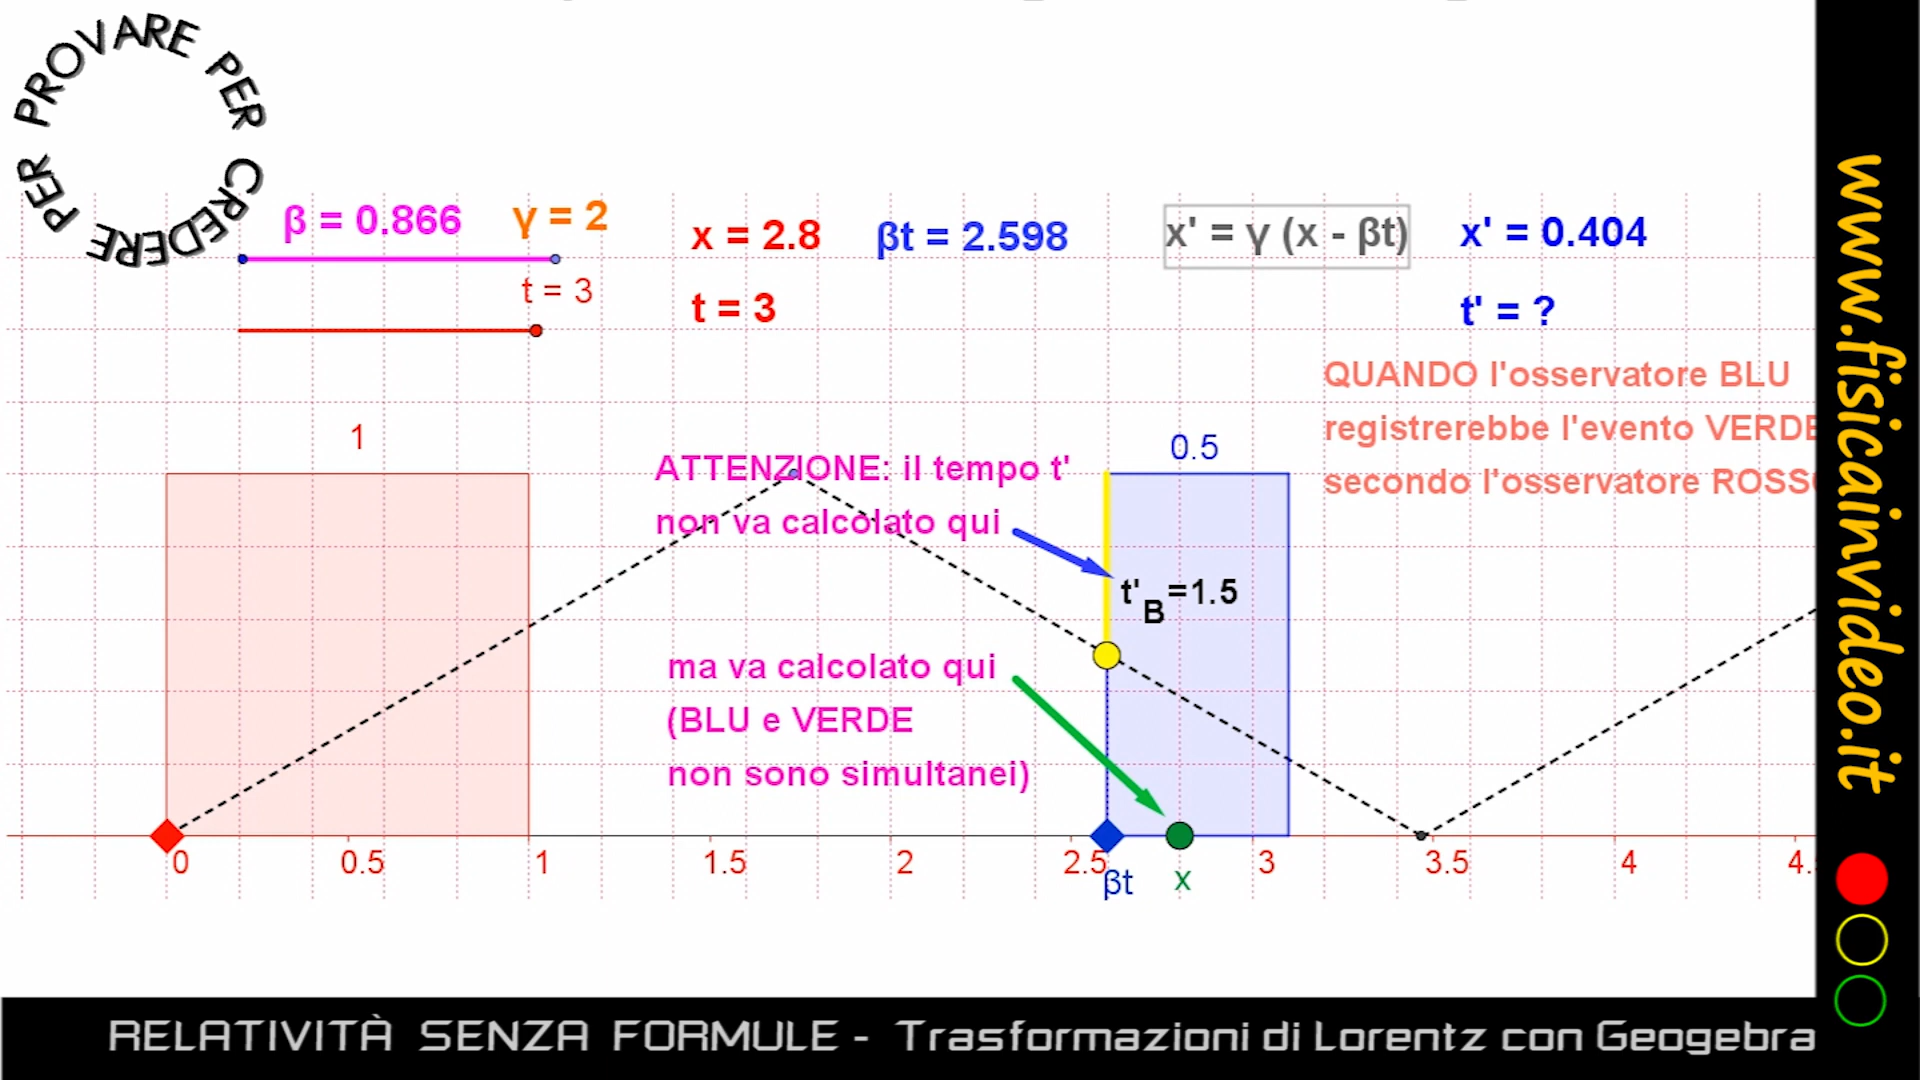 PROVARE PER CREDERE PER
β = 0.866
γ = 2
x = 2.8
βt = 2.598
x' = γ (x - βt)
x' = 0.404
t = 3
t = 3
t' = ?
QUANDO l'osservatore BLU
registrerebbe l'evento VERDE
secondo l'osservatore ROSSO
1
0.5
ATTENZIONE: il tempo t'
non va calcolato qui
t'B=1.5
ma va calcolato qui
(BLU e VERDE
non sono simultanei)
0 0.5 1 1.5 2 2.5 3 3.5 4 4.
βt x
www.fisicainvideo.it
RELATIVITÀ SENZA FORMULE - Trasformazioni di Lorentz con Geogebra